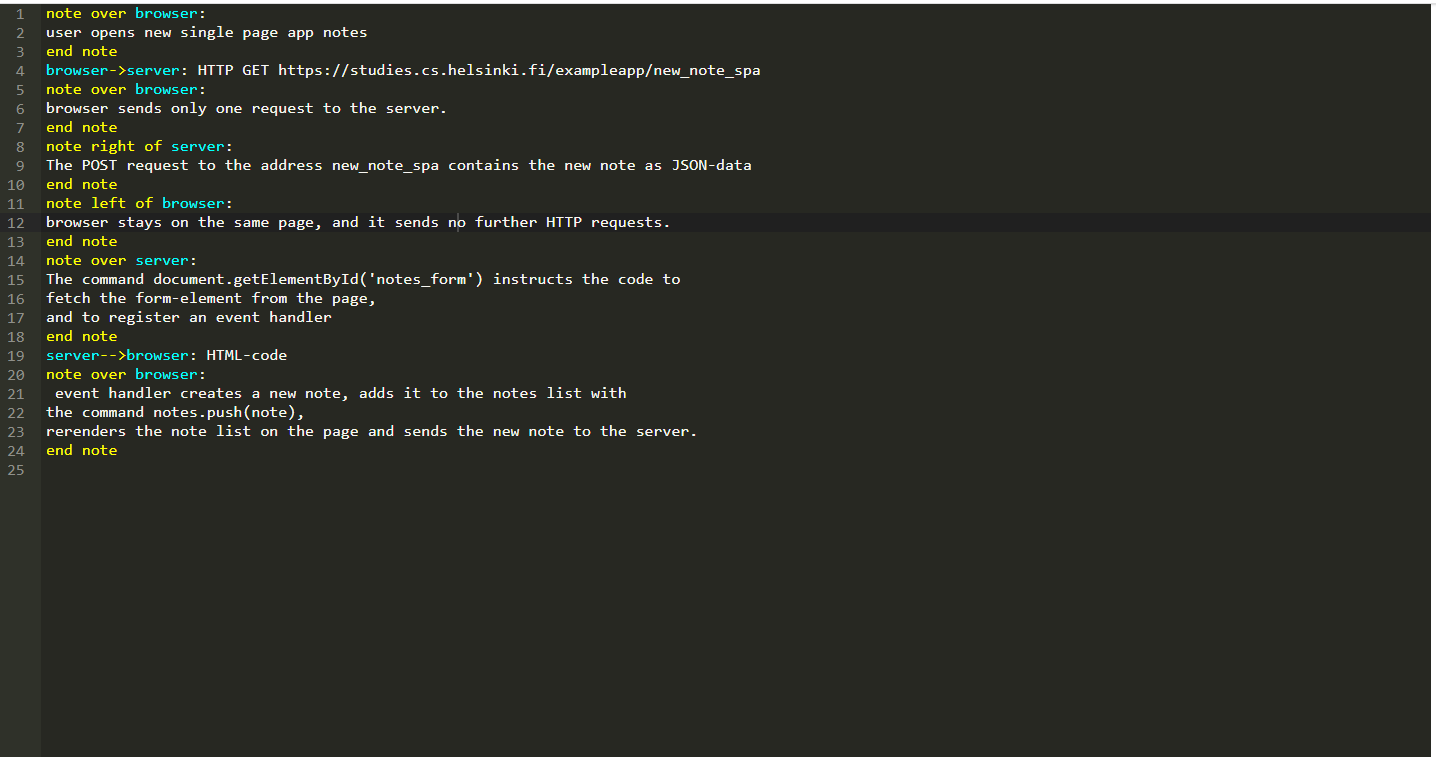 1 note over browser:
2 user opens new single page app notes
3 end note
4 browser->server: HTTP GET https://studies.cs.helsinki.fi/exampleapp/new_note_spa
5 note over browser:
6 browser sends only one request to the server.
7 end note
8 note right of server:
9 The POST request to the address new_note_spa contains the new note as JSON-data
10 end note
11 note left of browser:
12 browser stays on the same page, and it sends no further HTTP requests.
13 end note
14 note over server:
15 The command document.getElementById('notes_form') instructs the code to
16 fetch the form-element from the page,
17 and to register an event handler
18 end note
19 server-->browser: HTML-code
20 note over browser:
21  event handler creates a new note, adds it to the notes list with
22 the command notes.push(note),
23 rerenders the note list on the page and sends the new note to the server.
24 end note
25